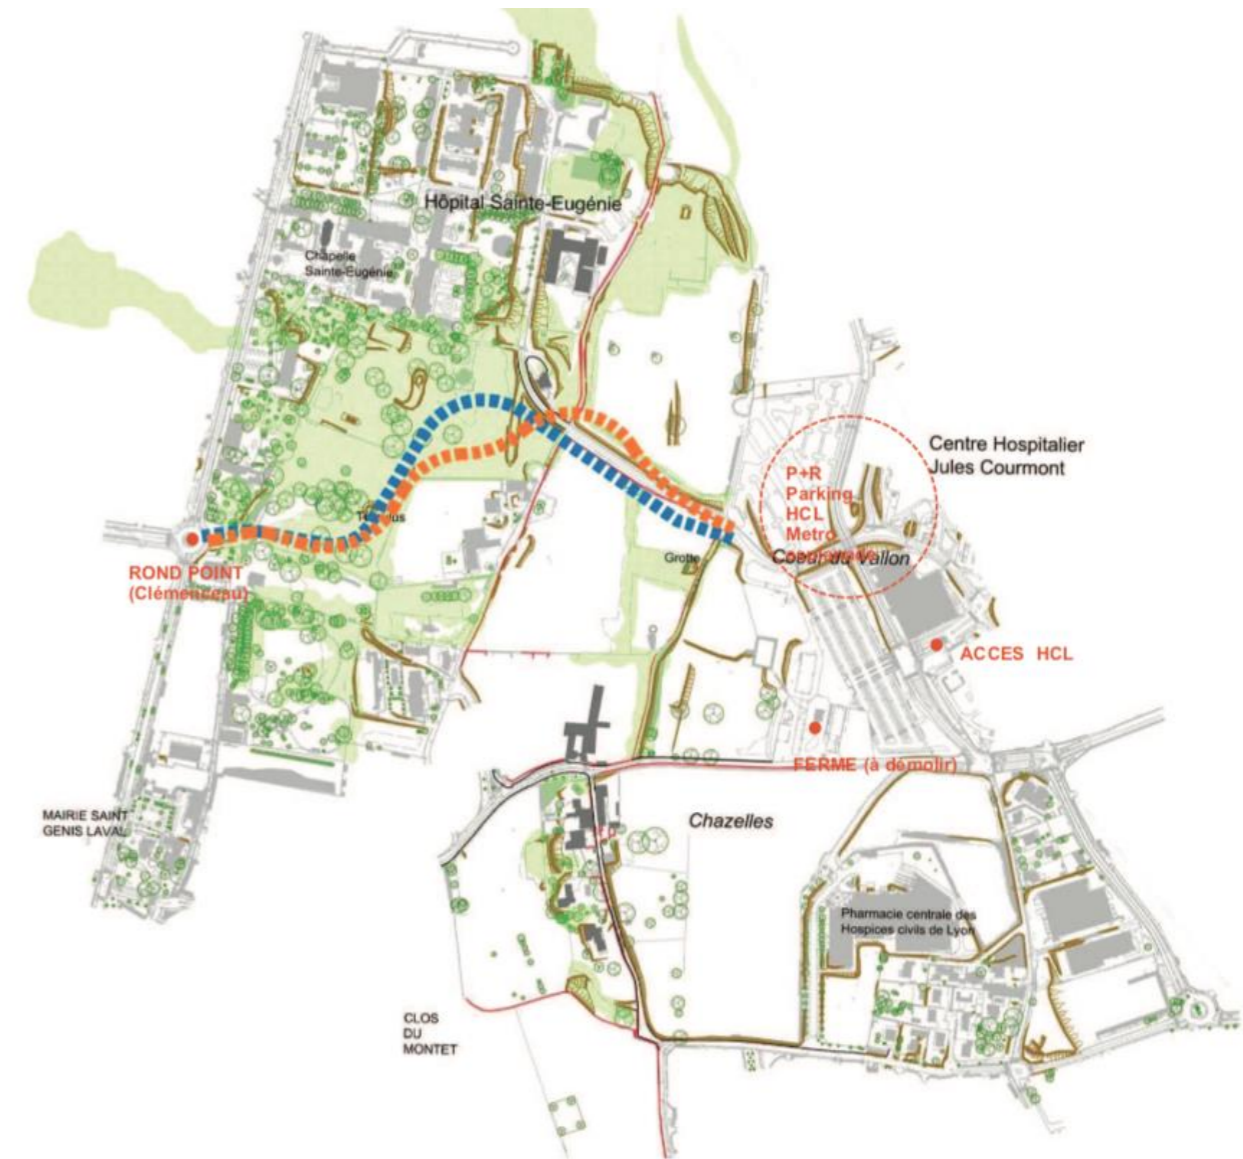 Hôpital Sainte-Eugénie
Chapelle
Sainte-Eugénie
Centre Hospitalier
Jules Courmont
P+R
Parking
HCL
Metro
Coeur du Vallon
Grotte
ROND POINT
(Clémenceau)
ACCES HCL
FERME (à démolir)
MAIRIE SAINT
GENIS LAVAL
Chazelles
Pharmacie centrale des
Hospices civils de Lyon
CLOS
DU
MONTET